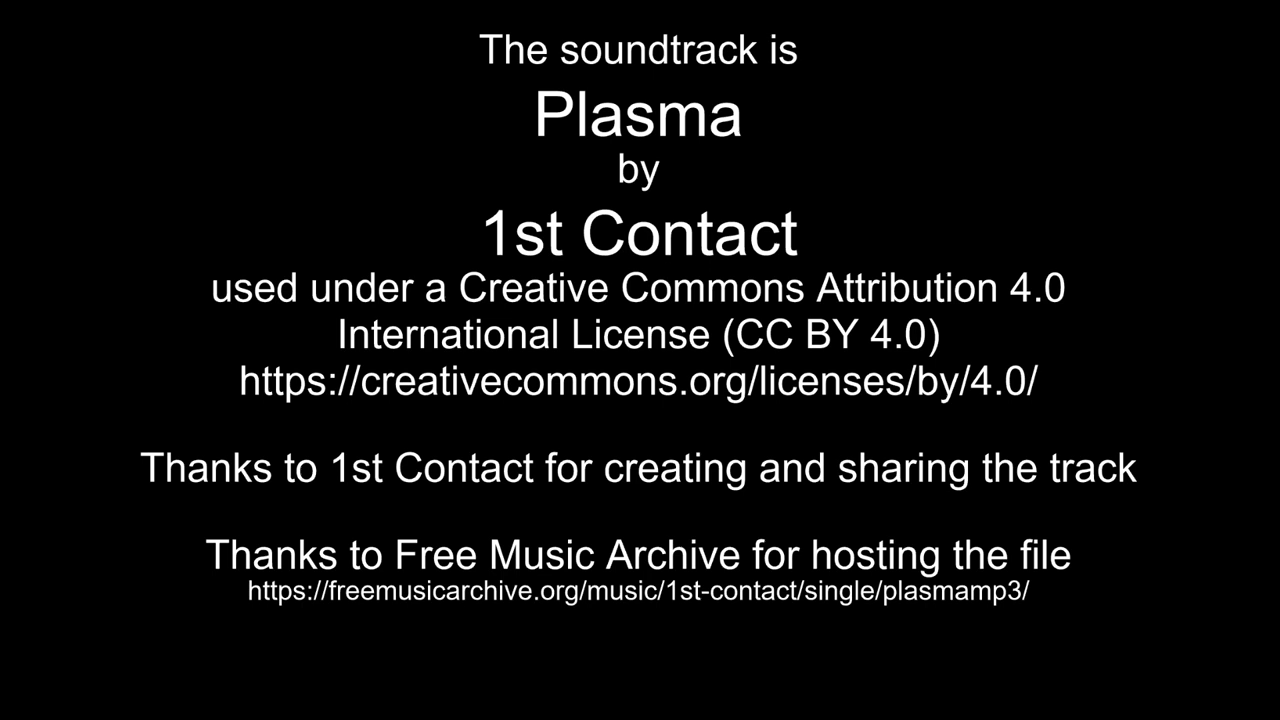 The soundtrack is
Plasma
by
1st Contact
used under a Creative Commons Attribution 4.0
International License (CC BY 4.0)
https://creativecommons.org/licenses/by/4.0/
Thanks to 1st Contact for creating and sharing the track
Thanks to Free Music Archive for hosting the file
https://freemusicarchive.org/music/1st-contact/single/plasmamp3/